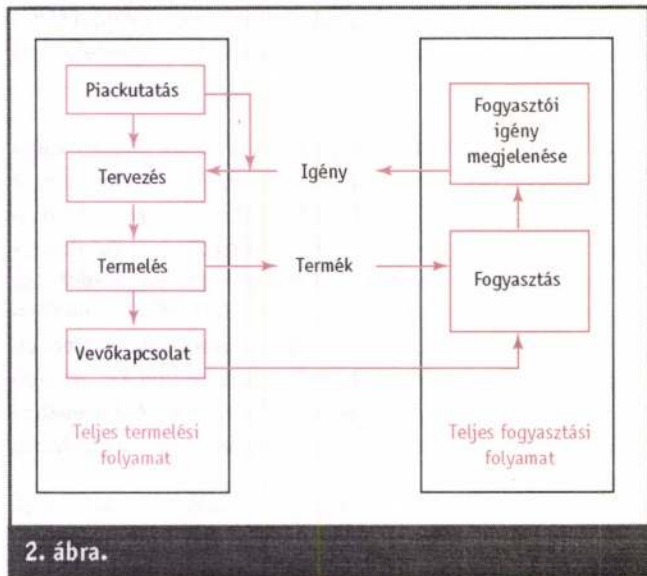 Piackutatás
Tervezés
Termelés
Vevőkapcsolat
Teljes termelési
folyamat
Igény
Termék
Fogyasztói
igény
megjelenése
Fogyasztás
Teljes fogyasztási
folyamat
2. ábra.